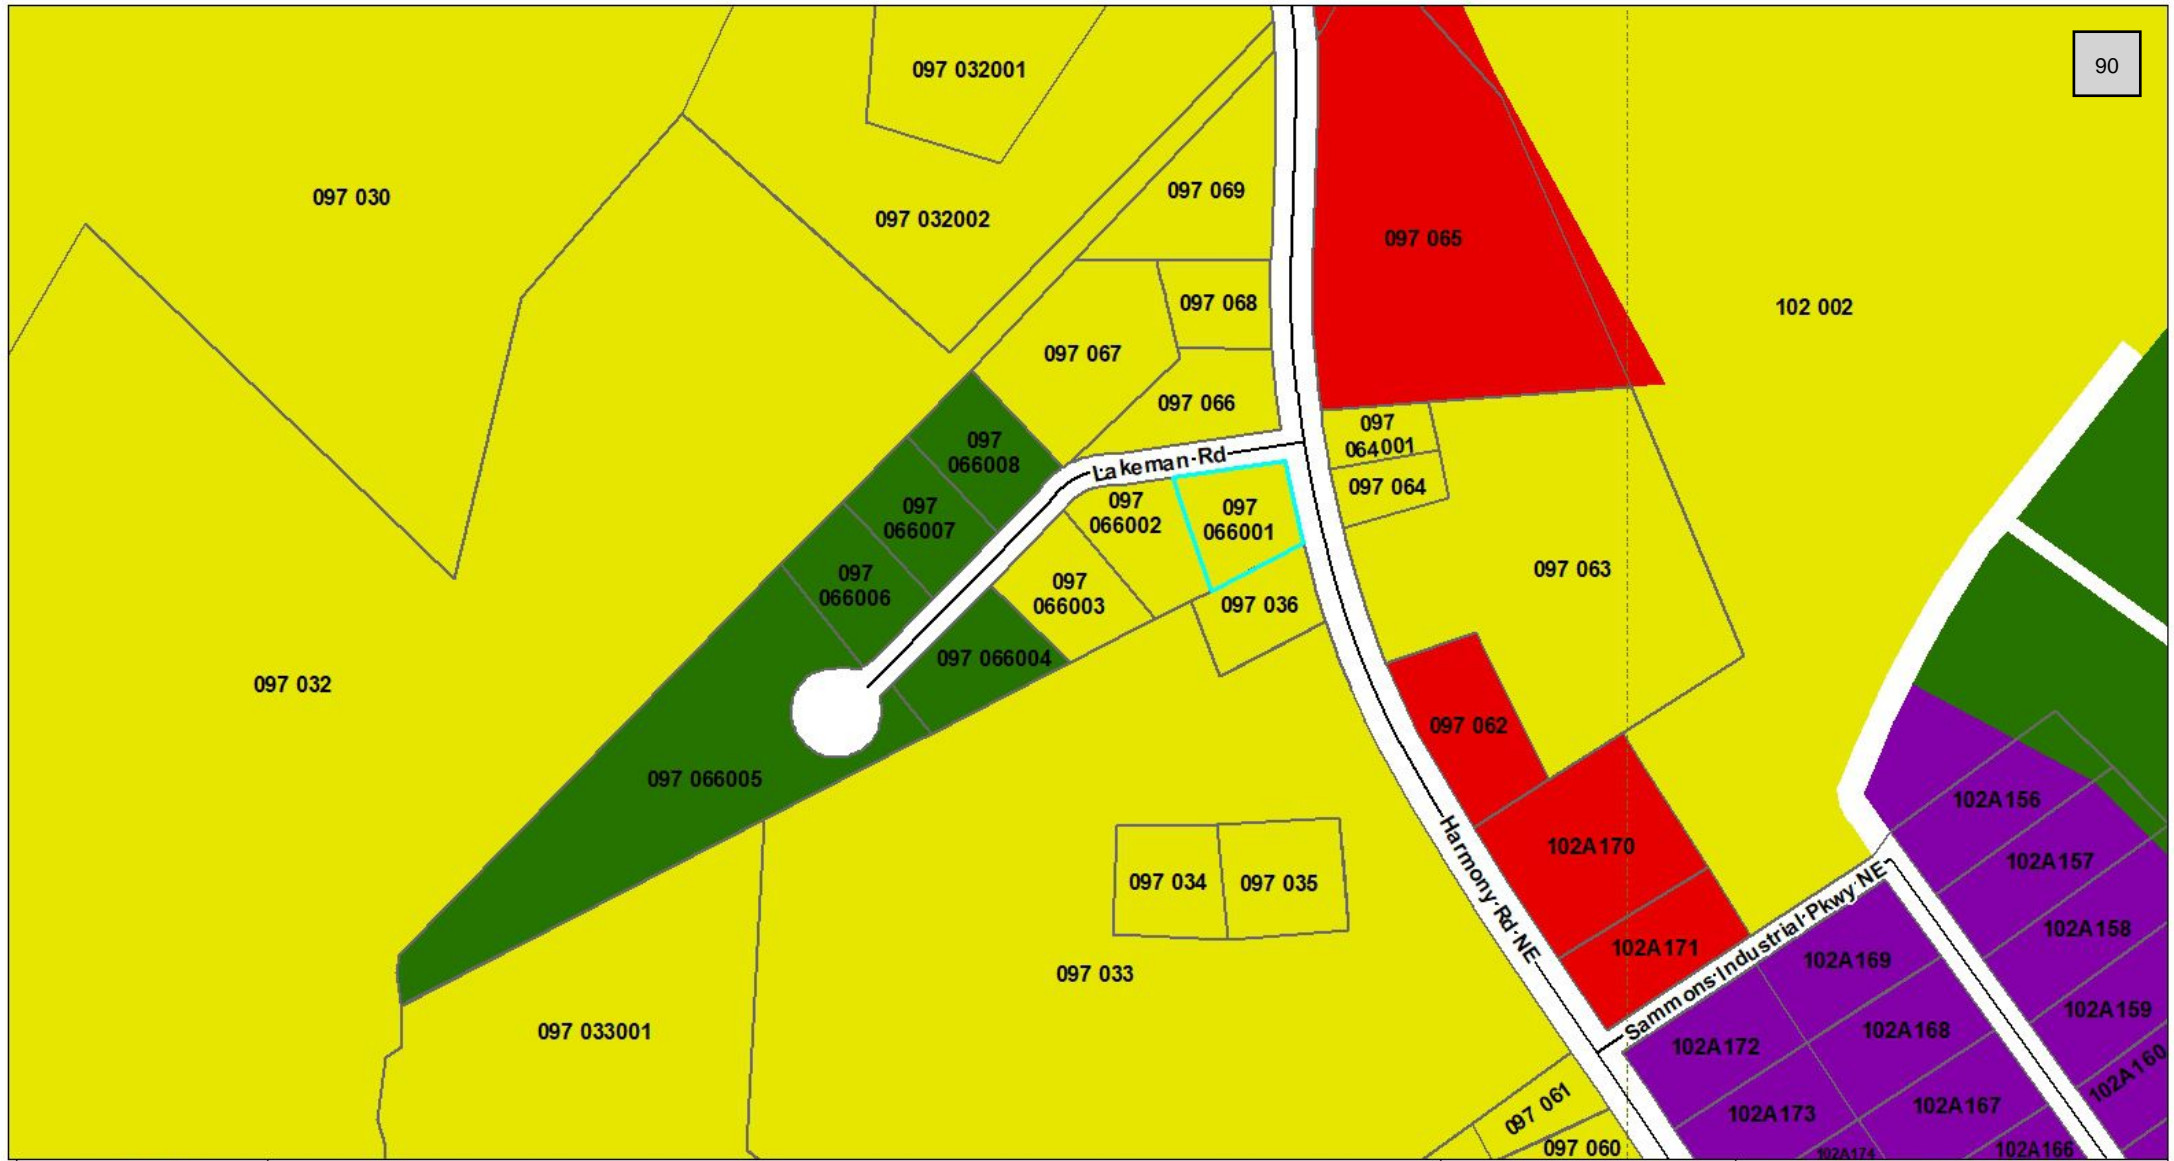 90
097 032001
097 030
097 069
097 032002
097 065
097 068
102 002
097 067
097 066
097
064001
097
066008
Lakeman Rd
097 064
097
066007
097
066002
097
066001
097 063
097
066006
097
066003
097 036
097 066004
097 032
097 062
097 066005
102A156
Harmony Rd NE
102A170
102A157
097 034
097 035
Sammons Industrial Pkwy NE
102A158
102A171
102A169
097 033
102A159
097 033001
102A168
102A172
102A160
097 061
102A167
102A173
097 060
102A166
102A174